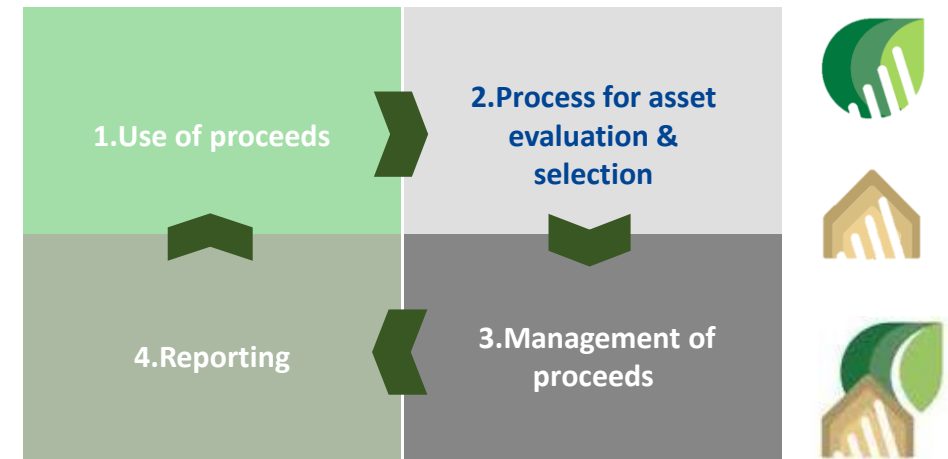 1.Use of proceeds
2.Process for asset
evaluation &
selection
3.Management of
proceeds
4.Reporting